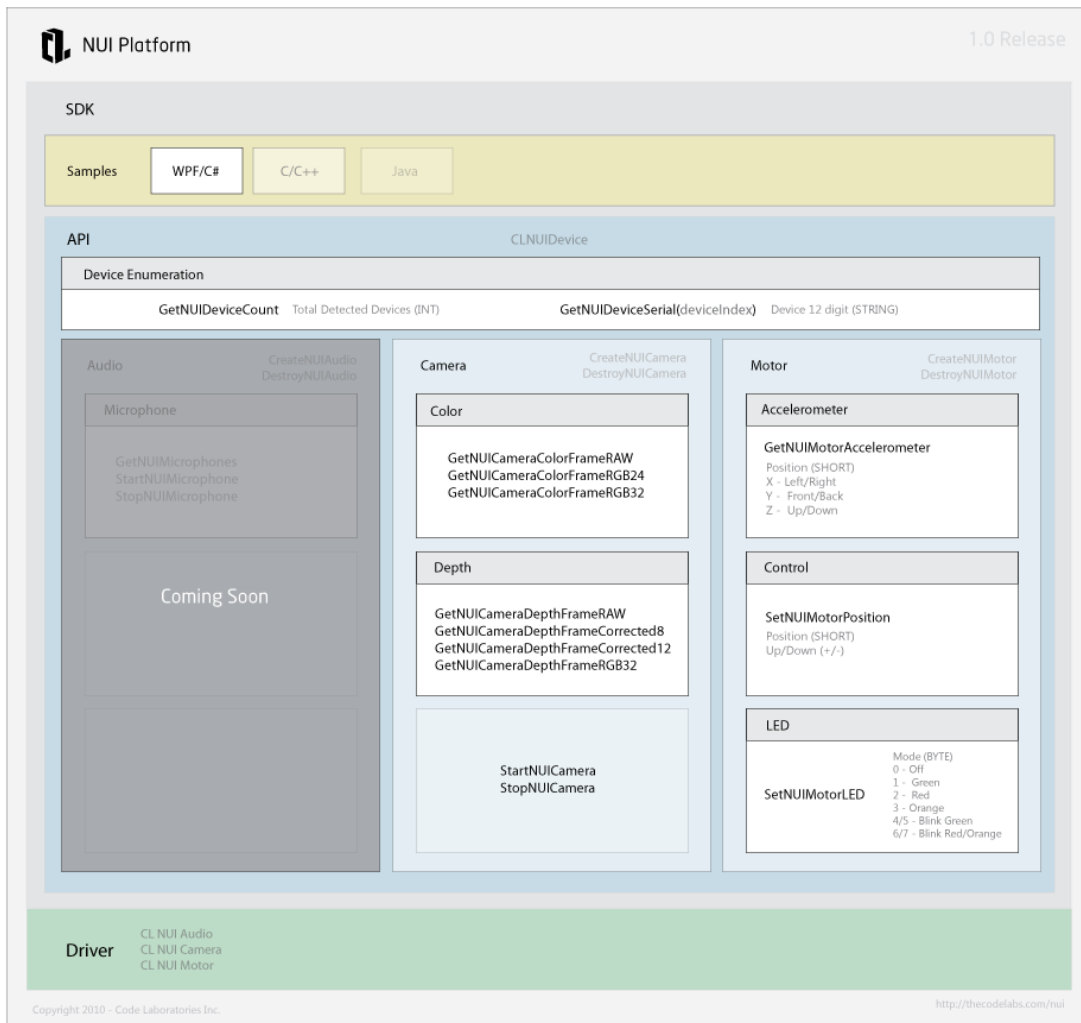 NUI Platform
1.0 Release
SDK
Samples
WPF/C#
C/C++
Java
API
CLNUIDevice
Device Enumeration
GetNUIDeviceCount Total Detected Devices (INT)
GetNUIDeviceSerial(deviceIndex) Device 12 digit (STRING)
Audio
CreateNUIAudio
DestroyNUIAudio
Microphone
GetNUIMicrophones
StartNUIMicrophone
StopNUIMicrophone
Coming Soon
Camera
CreateNUICamera
DestroyNUICamera
Color
GetNUICameraColorFrameRAW
GetNUICameraColorFrameRGB24
GetNUICameraColorFrameRGB32
Depth
GetNUICameraDepthFrameRAW
GetNUICameraDepthFrameCorrected8
GetNUICameraDepthFrameCorrected12
GetNUICameraDepthFrameRGB32
StartNUICamera
StopNUICamera
Motor
CreateNUIMotor
DestroyNUIMotor
Accelerometer
GetNUIMotorAccelerometer
Position (SHORT)
X - Left/Right
Y - Front/Back
Z - Up/Down
Control
SetNUIMotorPosition
Position (SHORT)
Up/Down (+/-)
LED
SetNUIMotorLED
Mode (BYTE)
0 - Off
1 - Green
2 - Red
3 - Orange
4/5 - Blink Green
6/7 - Blink Red/Orange
Driver
CL NUI Audio
CL NUI Camera
CL NUI Motor
Copyright 2010 - Code Laboratories Inc.
http://thecodelabs.com/nui